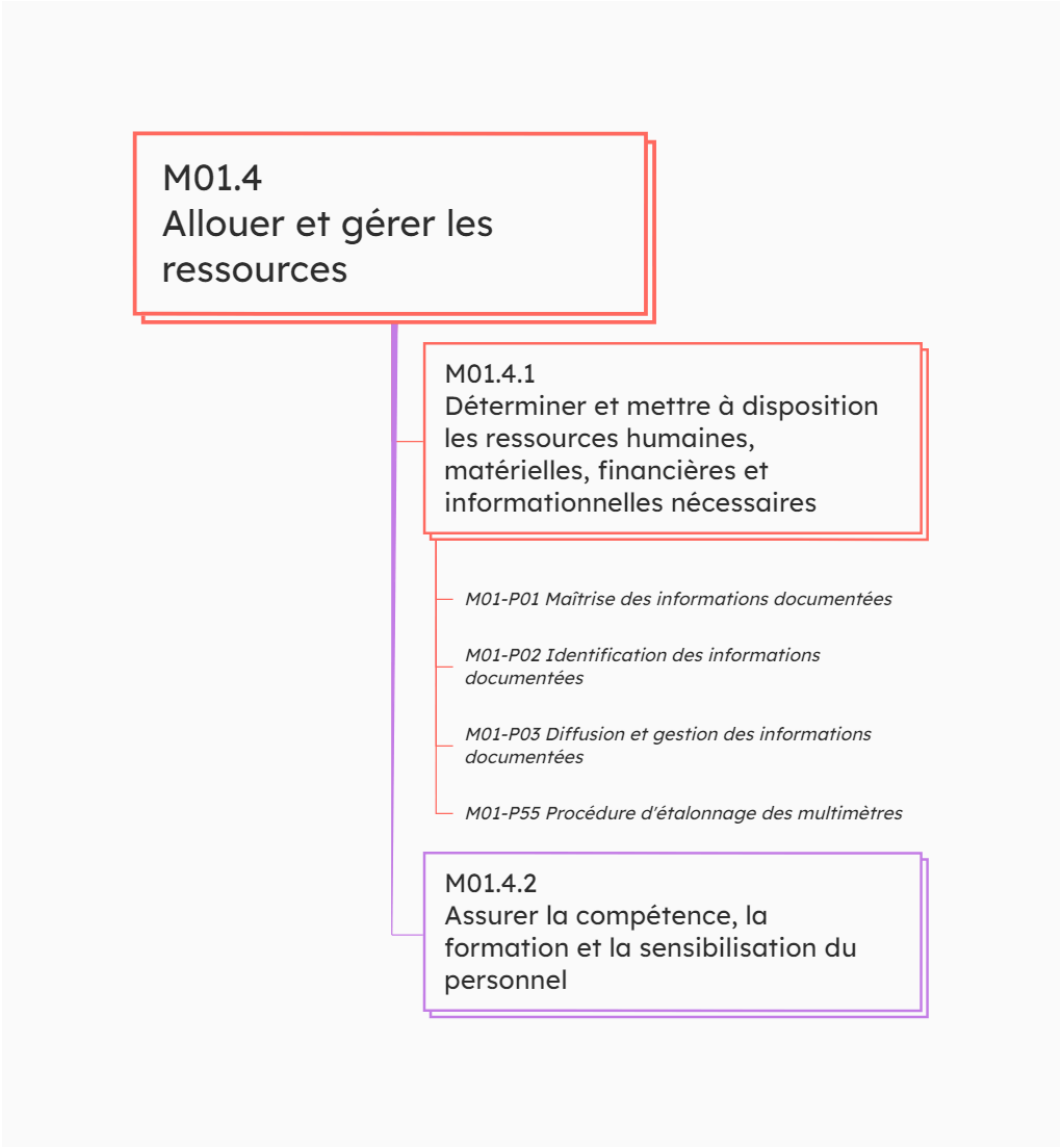 M01.4
Allouer et gérer les
ressources
M01.4.1
Déterminer et mettre à disposition
les ressources humaines,
matérielles, financières et
informationnelles nécessaires
M01-P01 Maîtrise des informations documentées
M01-P02 Identification des informations
documentées
M01-P03 Diffusion et gestion des informations
documentées
M01-P55 Procédure d'étalonnage des multimètres
M01.4.2
Assurer la compétence, la
formation et la sensibilisation du
personnel